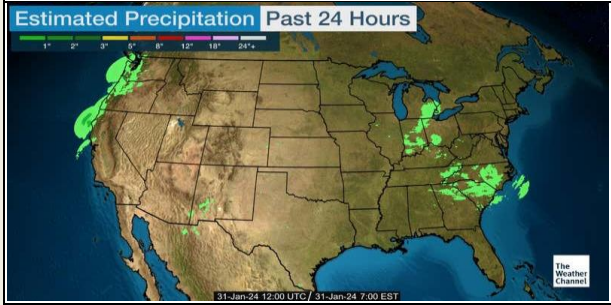 Estimated Precipitation Past 24 Hours
1" 2" 3" 5" 8" 12" 18" 24"+
The
Weather
Channel
31-Jan-24 12:00 UTC / 31-Jan-24 7:00 EST